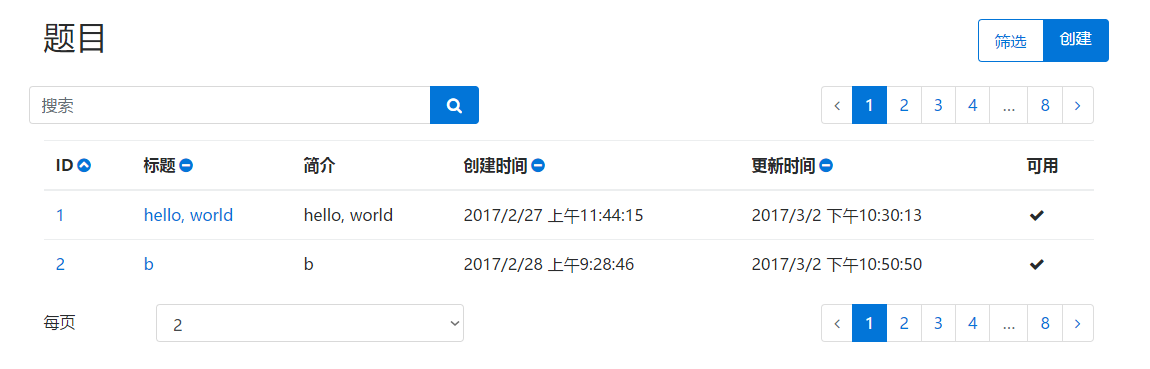 题目
筛选 创建
搜索
‹ 1 2 3 4 ... 8 ›
ID 标题 简介 创建时间 更新时间 可用
1 hello, world hello, world 2017/2/27 上午11:44:15 2017/3/2 下午10:30:13 ✔
2 b b 2017/2/28 上午9:28:46 2017/3/2 下午10:50:50 ✔
每页 2 ‹ 1 2 3 4 ... 8 ›